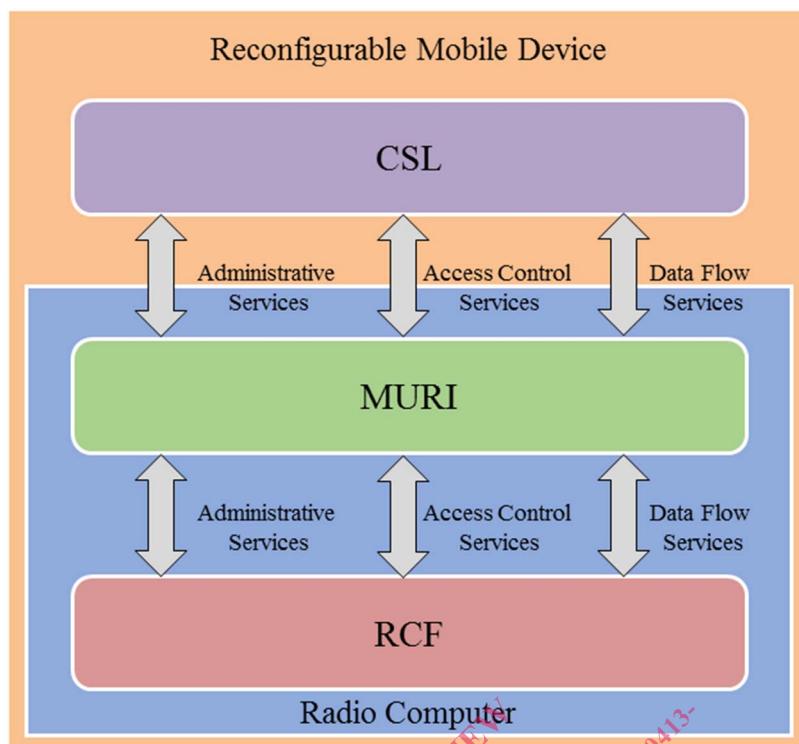 Reconfigurable Mobile Device
CSL
Administrative
Services
Access Control
Services
Data Flow
Services
MURI
Administrative
Services
Access Control
Services
Data Flow
Services
RCF
Radio Computer